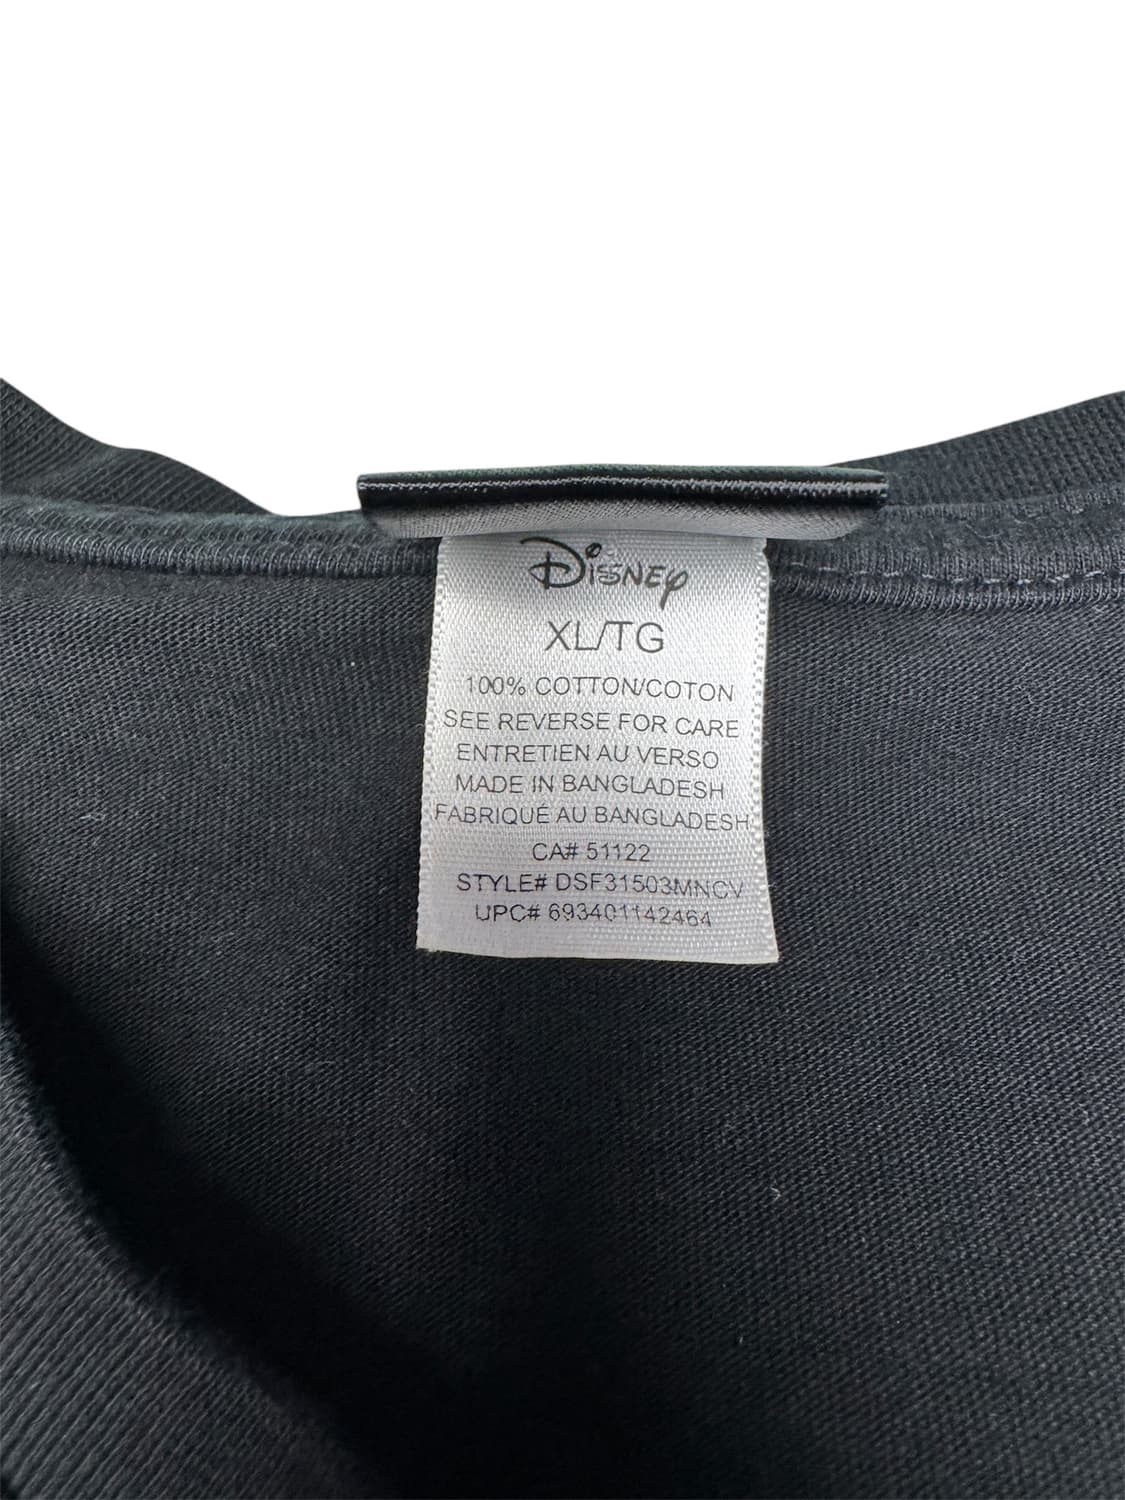 Disney
XL/TG
100% COTTON/COTON
SEE REVERSE FOR CARE
ENTRETIEN AU VERSO
MADE IN BANGLADESH
FABRIQUÉ AU BANGLADESH
CA# 51122
STYLE# DSF31503MNCV
UPC# 693401142464